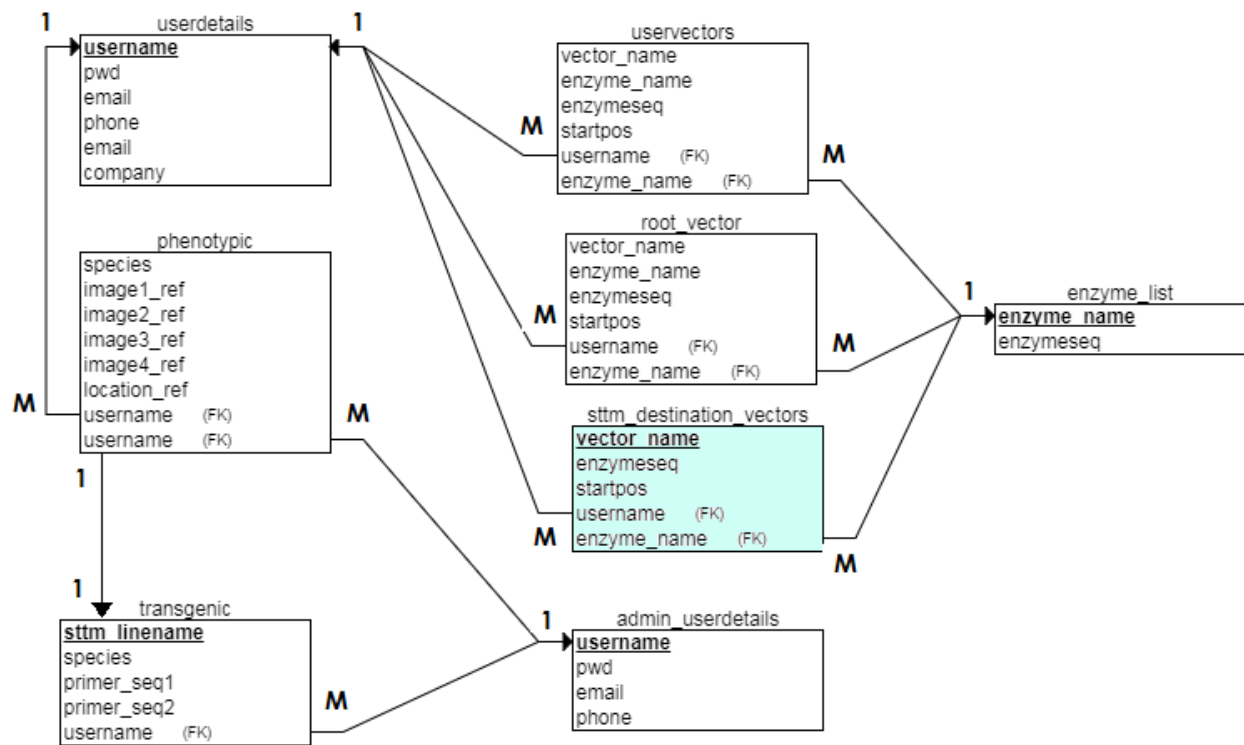 1
userdetails
username
pwd
email
phone
email
company
1
uservectors
vector_name
enzyme_name
enzymeseq
startpos
username (FK)
enzyme_name (FK)
M
M
root_vector
vector_name
enzyme_name
enzymeseq
startpos
username (FK)
enzyme_name (FK)
M
M
1
enzyme_list
enzyme_name
enzymeseq
phenotypic
species
image1_ref
image2_ref
image3_ref
image4_ref
location_ref
username (FK)
username (FK)
M
M
sttm_destination_vectors
vector_name
enzymeseq
startpos
username (FK)
enzyme_name (FK)
M
M
1
1
transgenic
sttm_linename
species
primer_seq1
primer_seq2
username (FK)
M
1
admin_userdetails
username
pwd
email
phone